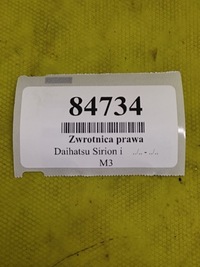 84734
Zwrotnica prawa
Daihatsu Sirion i ../.. - ../..
M3